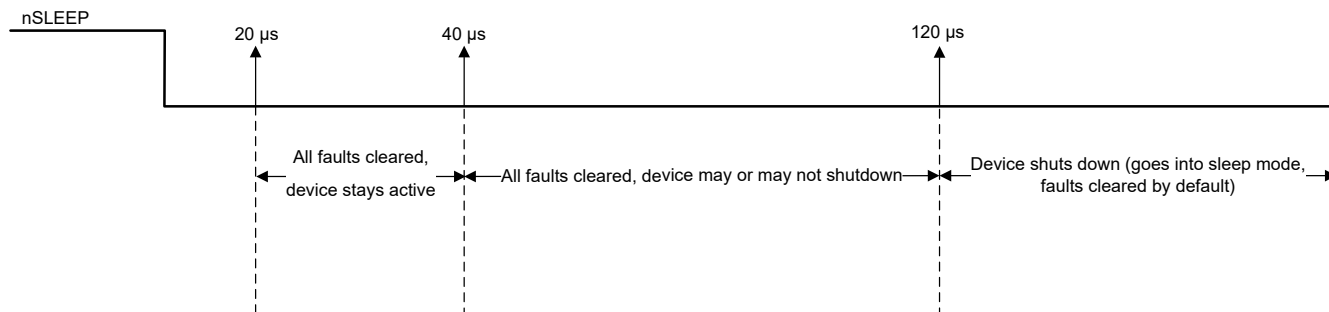 nSLEEP
20 µs
40 µs
120 µs
All faults cleared,
device stays active
All faults cleared, device may or may not shutdown
Device shuts down (goes into sleep mode,
faults cleared by default)